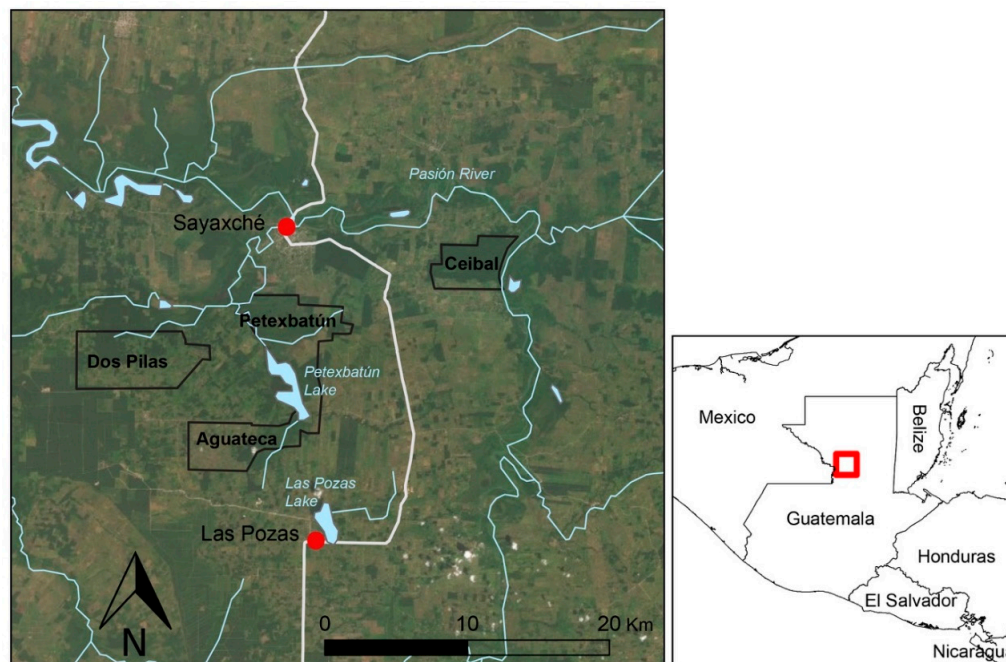 Pasión River
Sayaxché
Ceibal
Petexbatún
Dos Pilas
Petexbatún
Lake
Aguateca
Las Pozas
Lake
Las Pozas
N
0 10 20 Km
Mexico
Belize
Guatemala
Honduras
El Salvador
Nicaragu